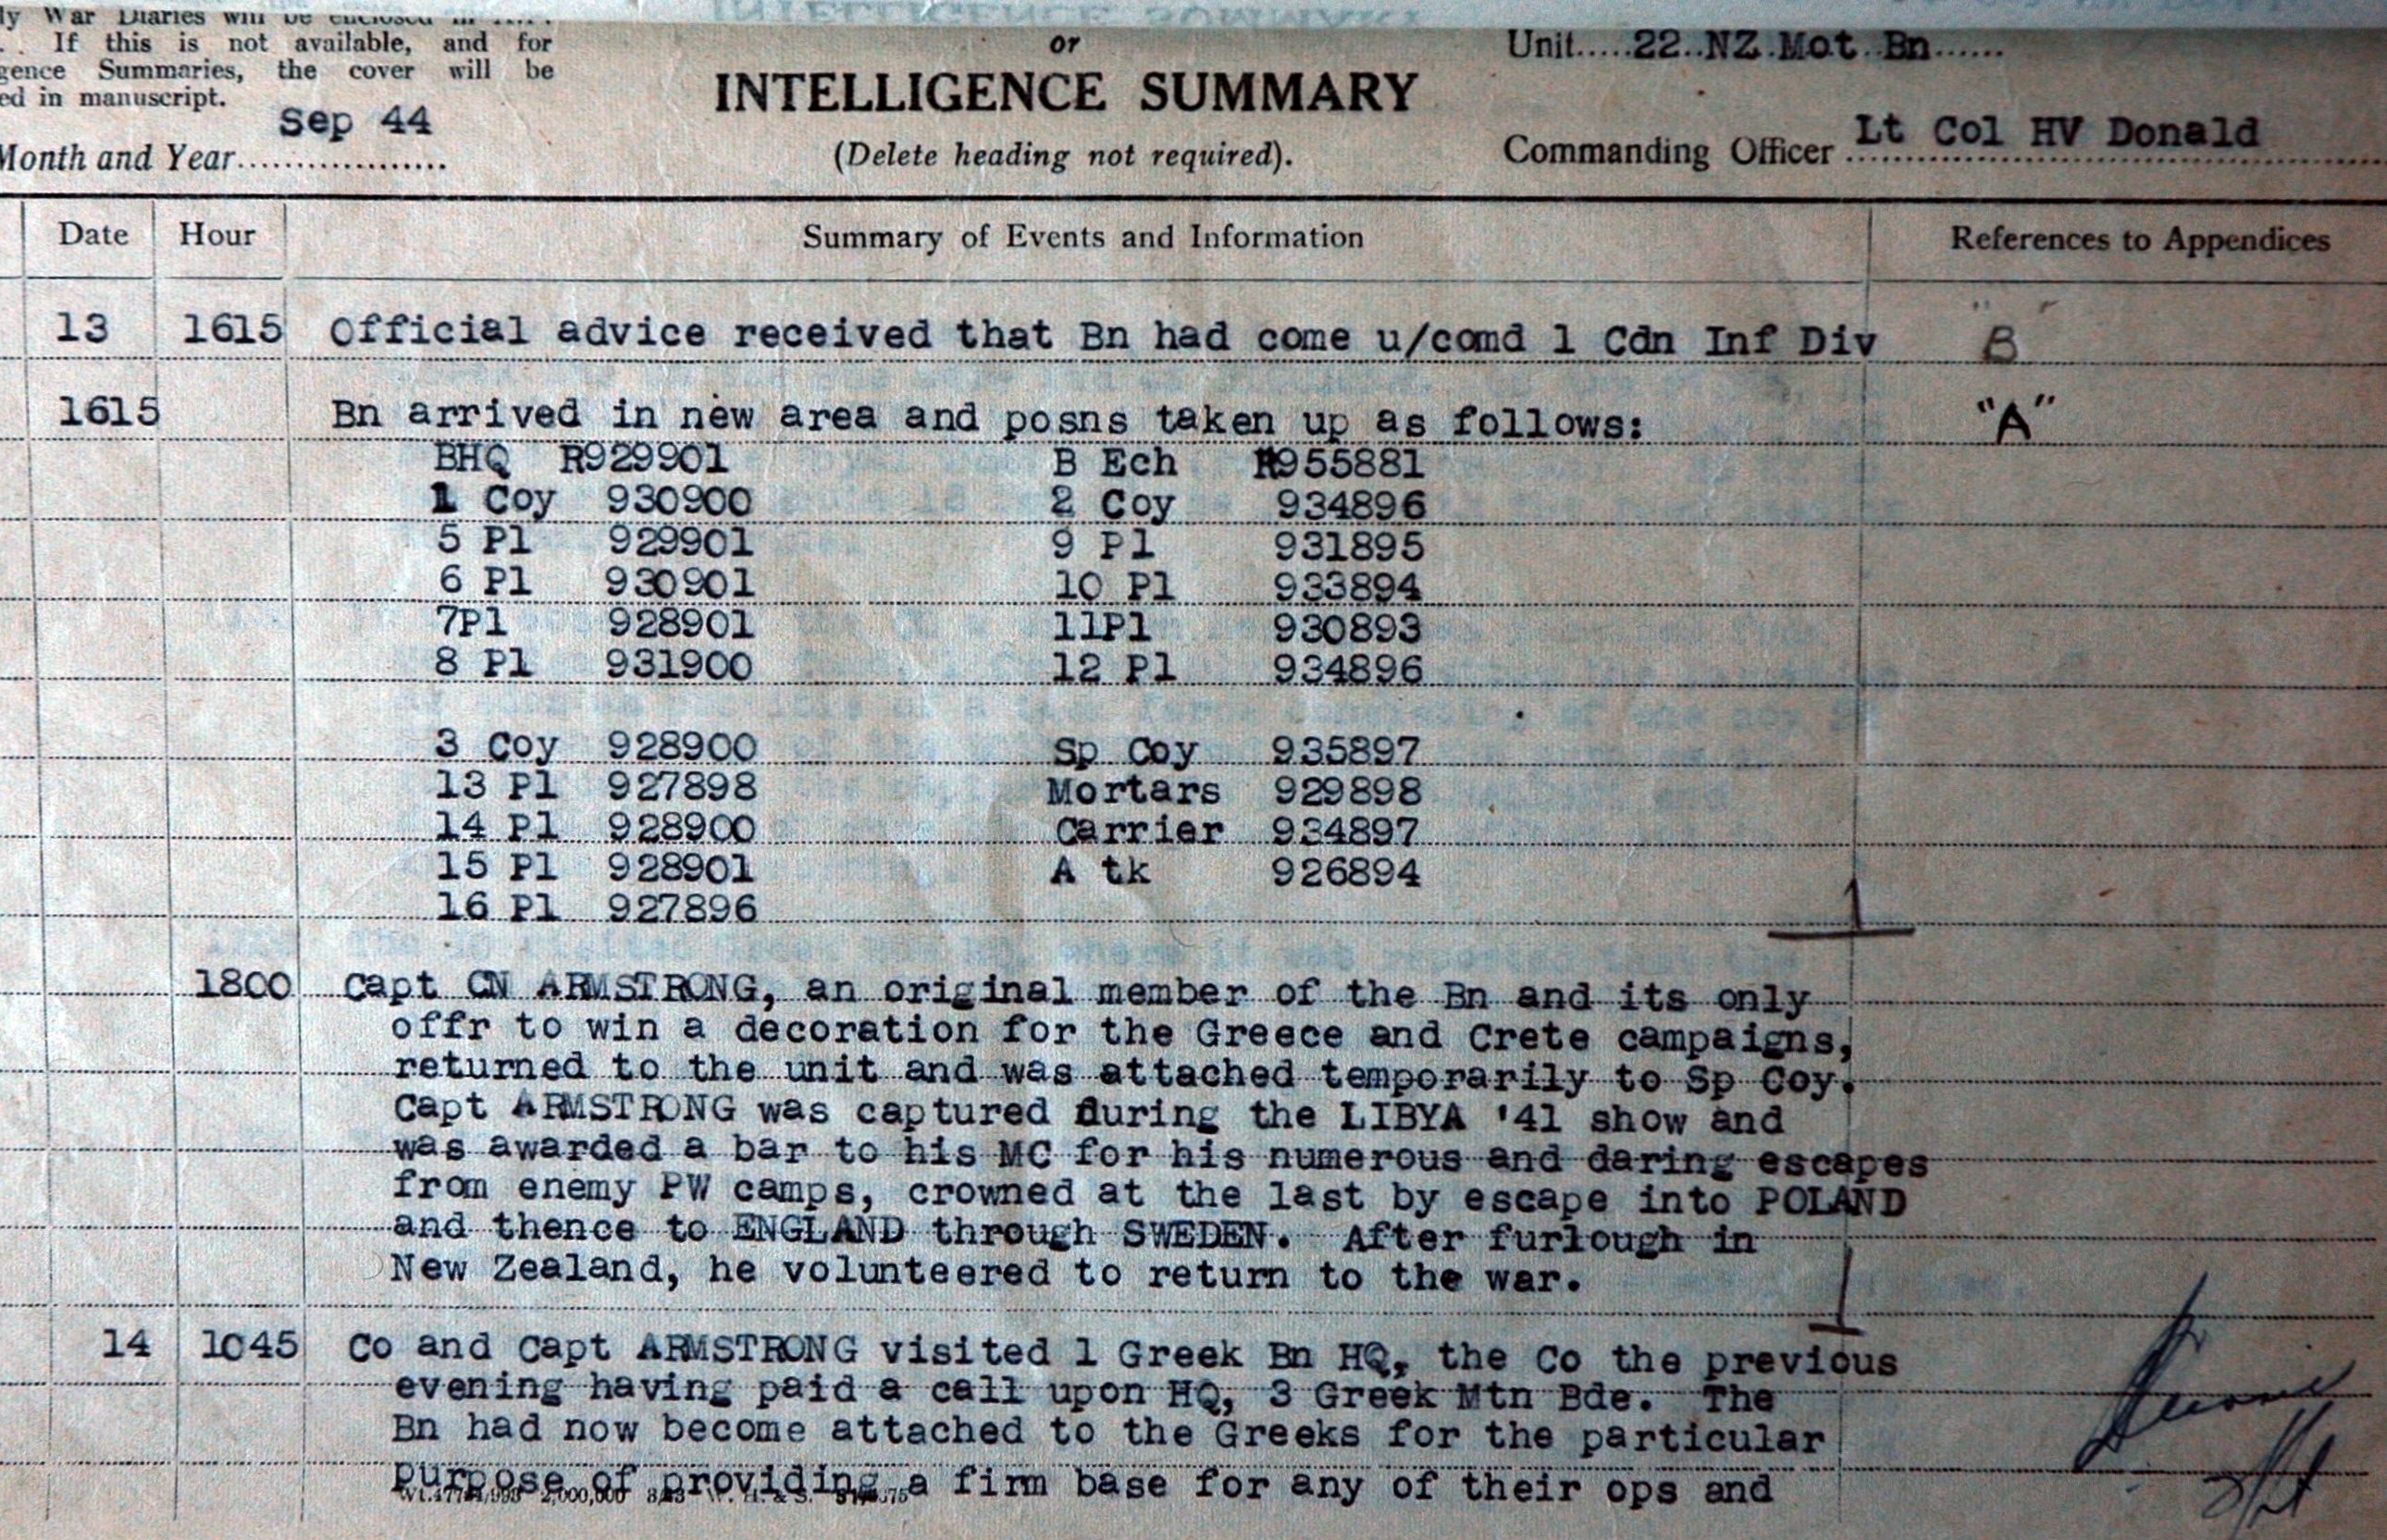 War Diaries will be enclosed in
. If this is not available, and for
gence Summaries, the cover will be
ed in manuscript.
Month and Year.................. Sep 44
INTELLIGENCE SUMMARY
or
INTELLIGENCE SUMMARY
(Delete heading not required).
Unit.....22..NZ.Mot Bn......
Commanding Officer Lt Col HV Donald
Date Hour Summary of Events and Information References to Appendices
13 1615 Official advice received that Bn had come u/comd 1 Cdn Inf Div "B"
1615 Bn arrived in new area and posns taken up as follows: "A"
BHQ R929901 B Ech R955881
1 Coy 930900 2 Coy 934896
5 Pl 929901 9 Pl 931895
6 Pl 930901 10 Pl 933894
7Pl 928901 11Pl 930893
8 Pl 931900 12 Pl 934896
3 Coy 928900 Sp Coy 935897
13 Pl 927898 Mortars 929898
14 Pl 928900 Carrier 934897
15 Pl 928901 A tk 926894
16 Pl 927896
1800 Capt CN ARMSTRONG, an original member of the Bn and its only
offr to win a decoration for the Greece and Crete campaigns,
returned to the unit and was attached temporarily to Sp Coy.
Capt ARMSTRONG was captured during the LIBYA '41 show and
was awarded a bar to his MC for his numerous and daring escapes
from enemy PW camps, crowned at the last by escape into POLAND
and thence to ENGLAND through SWEDEN. After furlough in
New Zealand, he volunteered to return to the war.
14 1045 Co and Capt ARMSTRONG visited 1 Greek Bn HQ, the Co the previous
evening having paid a call upon HQ, 3 Greek Mtn Bde. The
Bn had now become attached to the Greeks for the particular
purpose of providing a firm base for any of their ops and